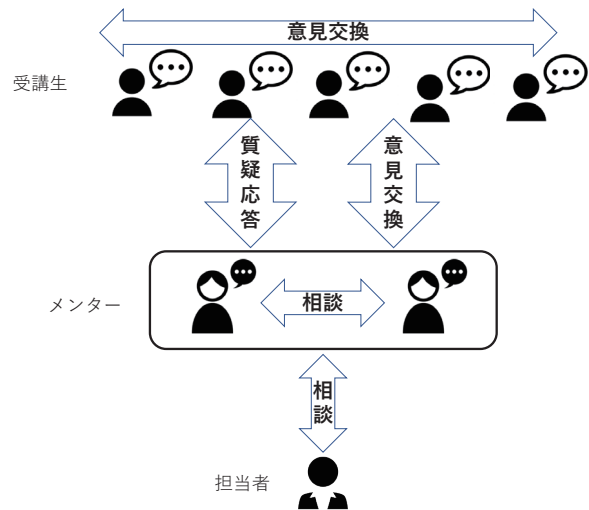 意見交換
受講生
質疑応答
意見交換
メンター
相談
相談
担当者